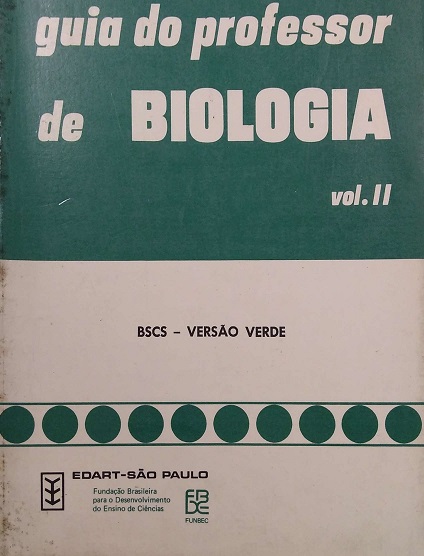 guia do professor
de BIOLOGIA
vol. II
BSCS – VERSÃO VERDE
EDART-SÃO PAULO
Fundação Brasileira
para o Desenvolvimento
do Ensino de Ciências
FUNBEC